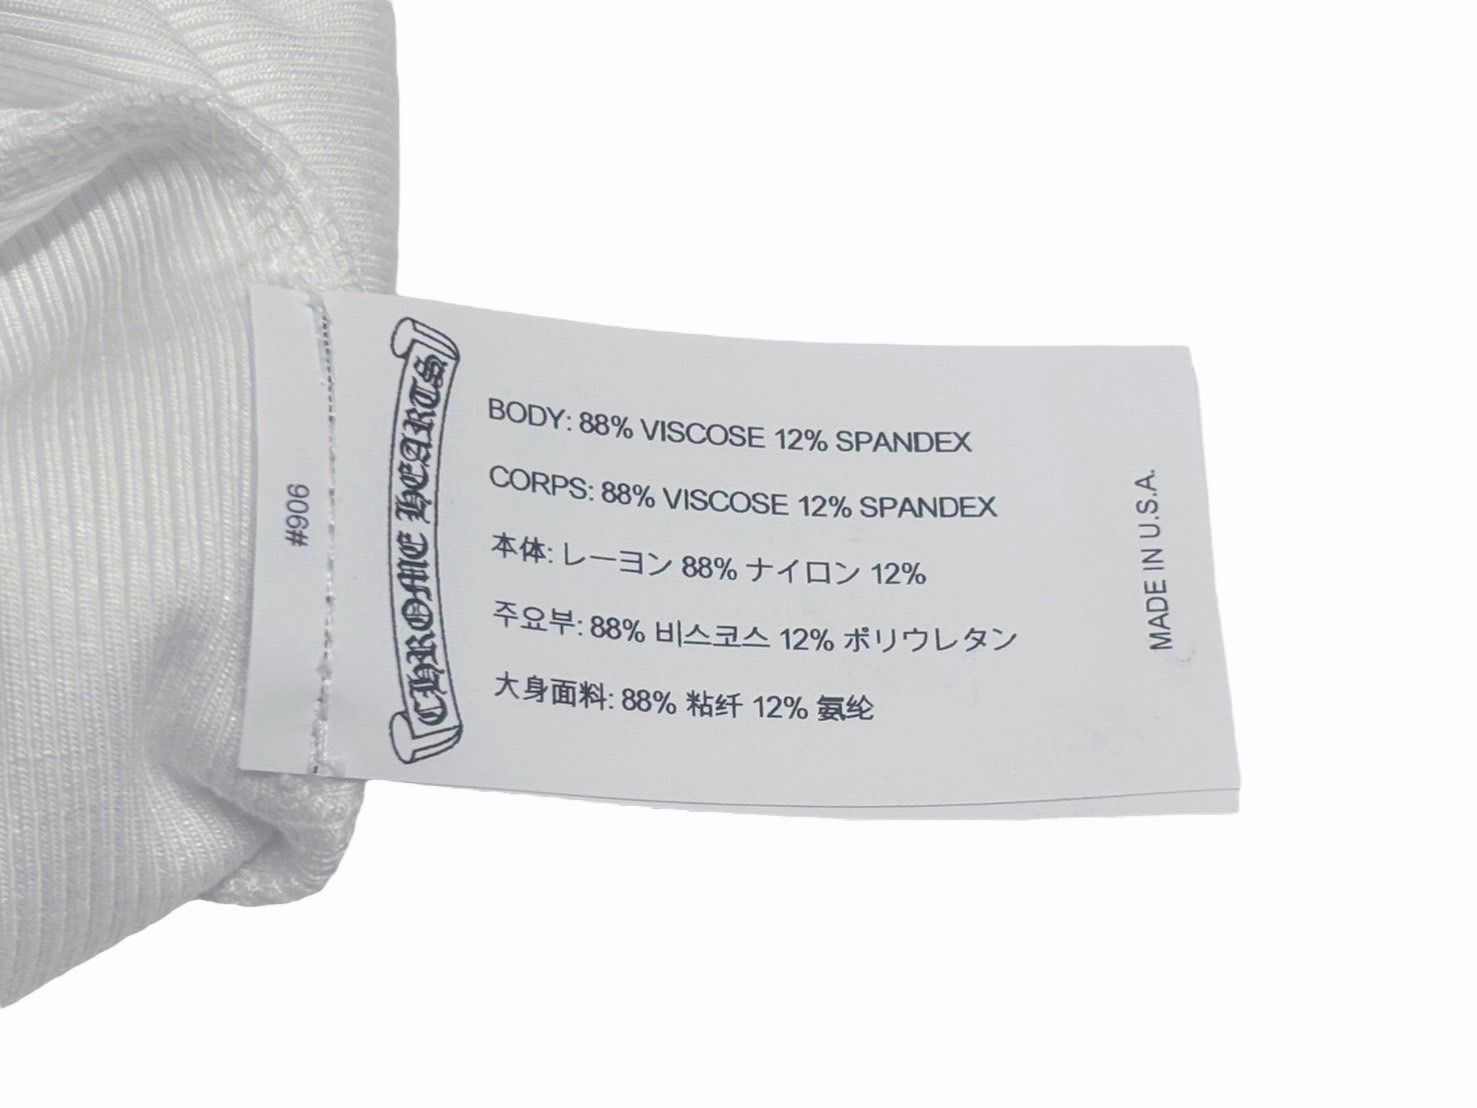 #906
CHROME HEARTS
BODY: 88% VISCOSE 12% SPANDEX
CORPS: 88% VISCOSE 12% SPANDEX
本体: レーヨン 88% ナイロン 12%
주요부: 88% 비스코스 12% ポリウレタン
大身面料: 88% 粘纤 12% 氨纶
MADE IN U.S.A.